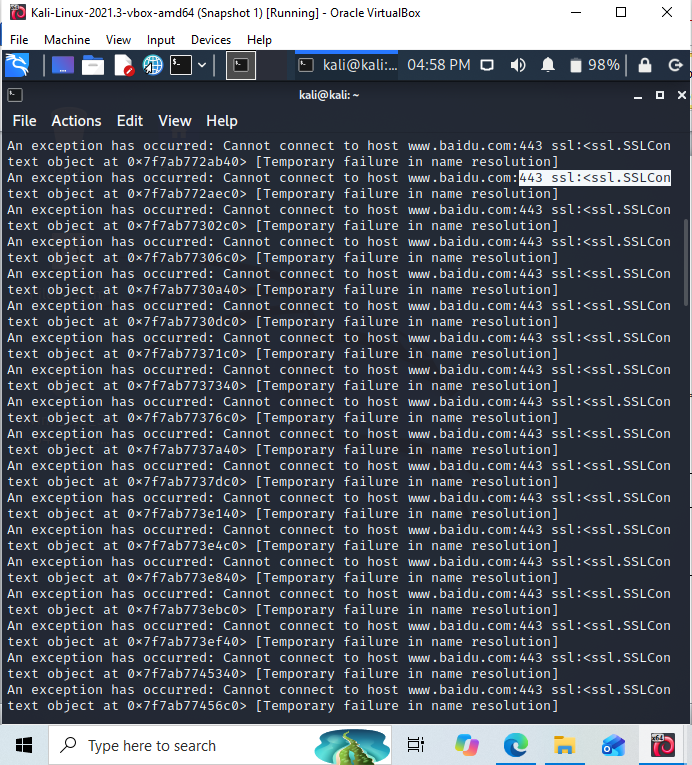 Kali-Linux-2021.3-vbox-amd64 (Snapshot 1) [Running] - Oracle VirtualBox
File Machine View Input Devices Help
kali@kali:... 04:58 PM 98%
kali@kali: ~
File Actions Edit View Help
An exception has occurred: Cannot connect to host www.baidu.com:443 ssl:<ssl.SSLCon
text object at 0×7f7ab772ab40> [Temporary failure in name resolution]
An exception has occurred: Cannot connect to host www.baidu.com:443 ssl:<ssl.SSLCon
text object at 0×7f7ab772aec0> [Temporary failure in name resolution]
An exception has occurred: Cannot connect to host www.baidu.com:443 ssl:<ssl.SSLCon
text object at 0×7f7ab77302c0> [Temporary failure in name resolution]
An exception has occurred: Cannot connect to host www.baidu.com:443 ssl:<ssl.SSLCon
text object at 0×7f7ab77306c0> [Temporary failure in name resolution]
An exception has occurred: Cannot connect to host www.baidu.com:443 ssl:<ssl.SSLCon
text object at 0×7f7ab7730a40> [Temporary failure in name resolution]
An exception has occurred: Cannot connect to host www.baidu.com:443 ssl:<ssl.SSLCon
text object at 0×7f7ab7730dc0> [Temporary failure in name resolution]
An exception has occurred: Cannot connect to host www.baidu.com:443 ssl:<ssl.SSLCon
text object at 0×7f7ab77371c0> [Temporary failure in name resolution]
An exception has occurred: Cannot connect to host www.baidu.com:443 ssl:<ssl.SSLCon
text object at 0×7f7ab7737340> [Temporary failure in name resolution]
An exception has occurred: Cannot connect to host www.baidu.com:443 ssl:<ssl.SSLCon
text object at 0×7f7ab77376c0> [Temporary failure in name resolution]
An exception has occurred: Cannot connect to host www.baidu.com:443 ssl:<ssl.SSLCon
text object at 0×7f7ab7737a40> [Temporary failure in name resolution]
An exception has occurred: Cannot connect to host www.baidu.com:443 ssl:<ssl.SSLCon
text object at 0×7f7ab7737dc0> [Temporary failure in name resolution]
An exception has occurred: Cannot connect to host www.baidu.com:443 ssl:<ssl.SSLCon
text object at 0×7f7ab773e140> [Temporary failure in name resolution]
An exception has occurred: Cannot connect to host www.baidu.com:443 ssl:<ssl.SSLCon
text object at 0×7f7ab773e4c0> [Temporary failure in name resolution]
An exception has occurred: Cannot connect to host www.baidu.com:443 ssl:<ssl.SSLCon
text object at 0×7f7ab773e840> [Temporary failure in name resolution]
An exception has occurred: Cannot connect to host www.baidu.com:443 ssl:<ssl.SSLCon
text object at 0×7f7ab773ebc0> [Temporary failure in name resolution]
An exception has occurred: Cannot connect to host www.baidu.com:443 ssl:<ssl.SSLCon
text object at 0×7f7ab773ef40> [Temporary failure in name resolution]
An exception has occurred: Cannot connect to host www.baidu.com:443 ssl:<ssl.SSLCon
text object at 0×7f7ab7745340> [Temporary failure in name resolution]
An exception has occurred: Cannot connect to host www.baidu.com:443 ssl:<ssl.SSLCon
text object at 0×7f7ab77456c0> [Temporary failure in name resolution]
Type here to search
x64